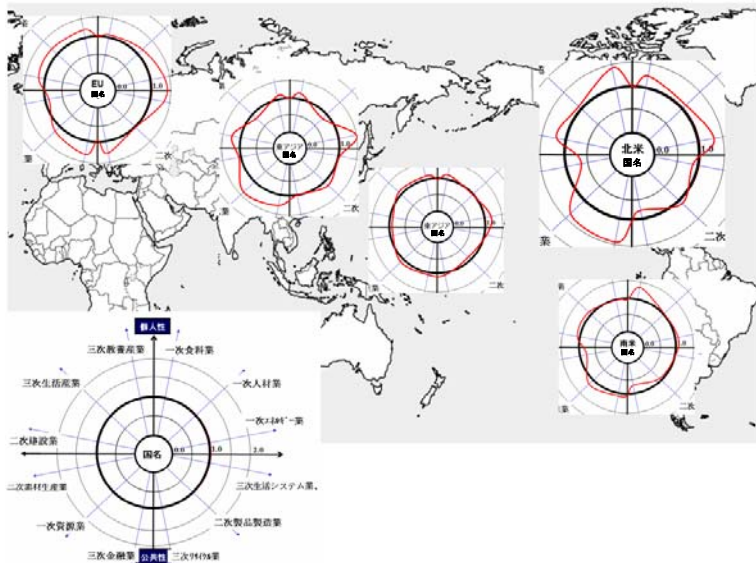 EU
国名
0.0
1.0
二次
業
東アジア
国名
0.0
二次
業
東アジア
国名
0.0
1.0
二次
業
北米
国名
0.0
1.0
二次
業
南米
国名
0.0
1.0
二次
業
個人性
三次教養産業
一次食料業
三次生活産業
一次人材業
一次エネルギー業
二次建設業
国名
0.0
1.0
2.0
二次素材生産業
三次生活システム業
一次資源業
二次製品製造業
三次金融業
公共性
三次リサイクル業